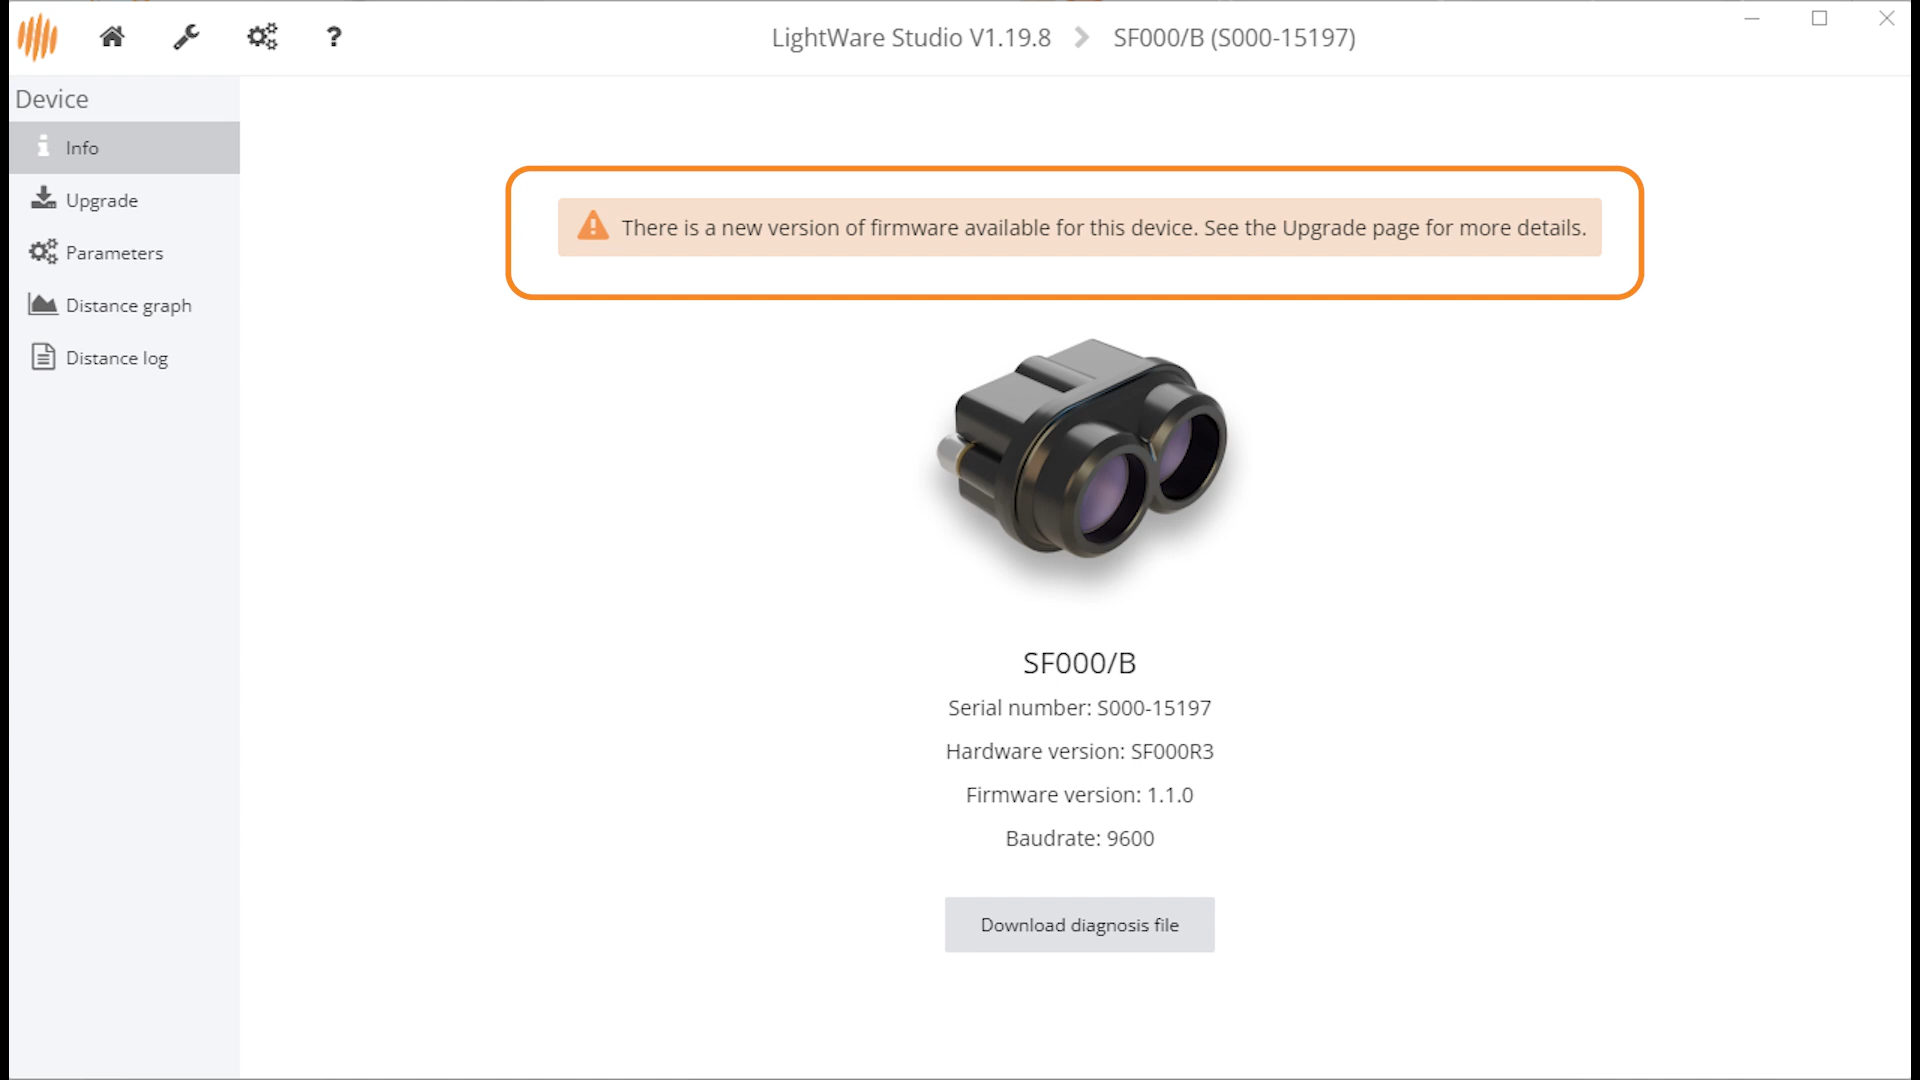 LightWare Studio V1.19.8 SF000/B (S000-15197)
Device
Info
Upgrade
Parameters
Distance graph
Distance log
There is a new version of firmware available for this device. See the Upgrade page for more details.
SF000/B
Serial number: S000-15197
Hardware version: SF000R3
Firmware version: 1.1.0
Baudrate: 9600
Download diagnosis file